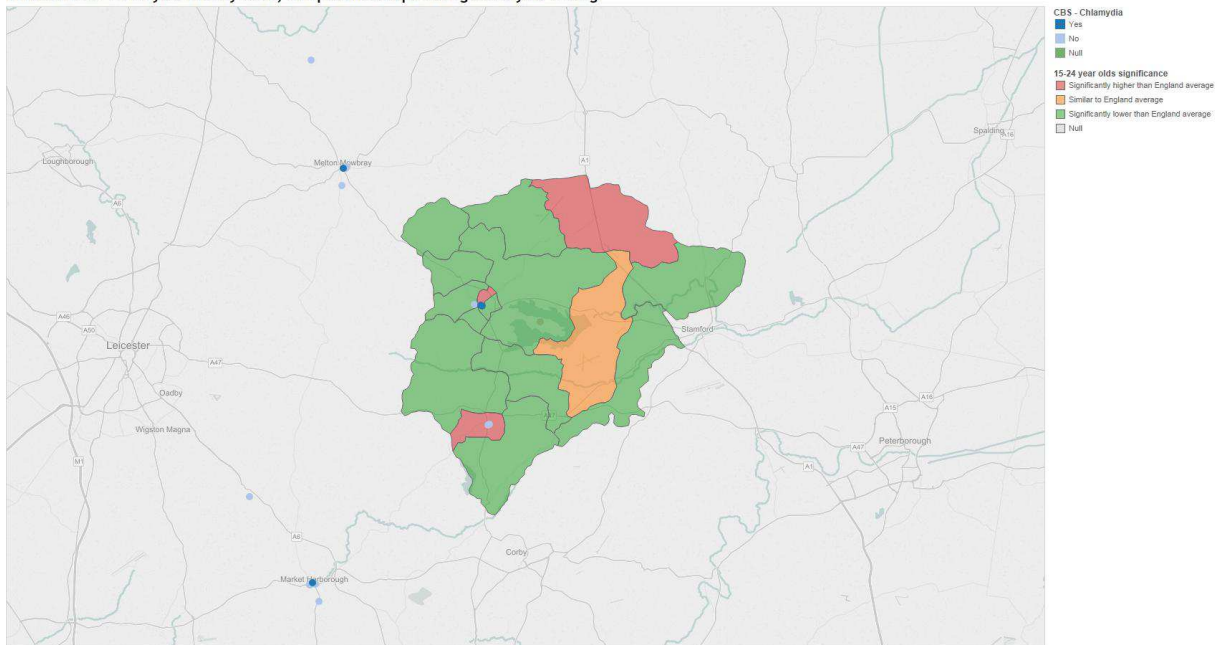 CBS - Chlamydia
Yes
No
Null
15-24 year olds significance
Significantly higher than England average
Similar to England average
Significantly lower than England average
Null
Spalding
A16
Loughborough
Melton Mowbray
A1
A6
A46
A50
Leicester
Stamford
A47
Oadby
A16
A15
Wigston Magna
Peterborough
A47
M1
A1
A6
Corby
Market Harborough